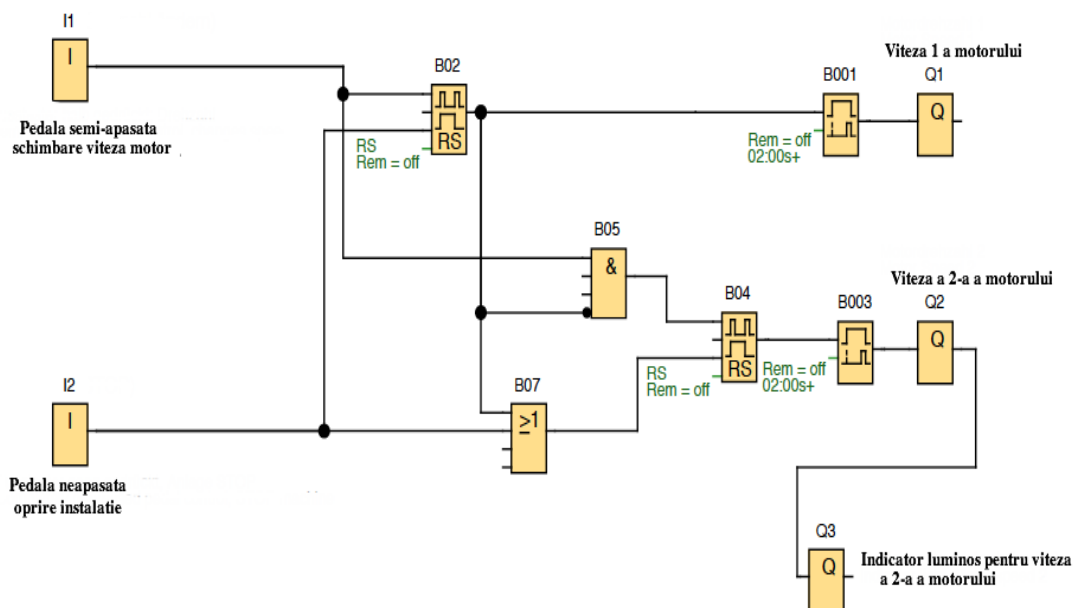 I1
I
Pedala semi-apasata
schimbare viteza motor
B02
RS
RS
Rem = off
Viteza 1 a motorului
B001
Q1
Q
Rem = off
02:00s+
B05
&
Viteza a 2-a a motorului
B04
B003
Q2
RS
Q
RS
Rem = off
Rem = off
02:00s+
I2
I
B07
≥1
Pedala neapasata
oprire instalatie
Q3
Q
Indicator luminos pentru viteza
a 2-a a motorului